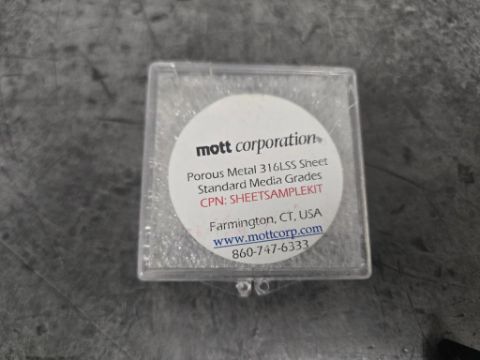 mott corporation®
Porous Metal 316LSS Sheet
Standard Media Grades
CPN: SHEETSAMPLEKIT
Farmington, CT, USA
www.mottcorp.com
860-747-6333